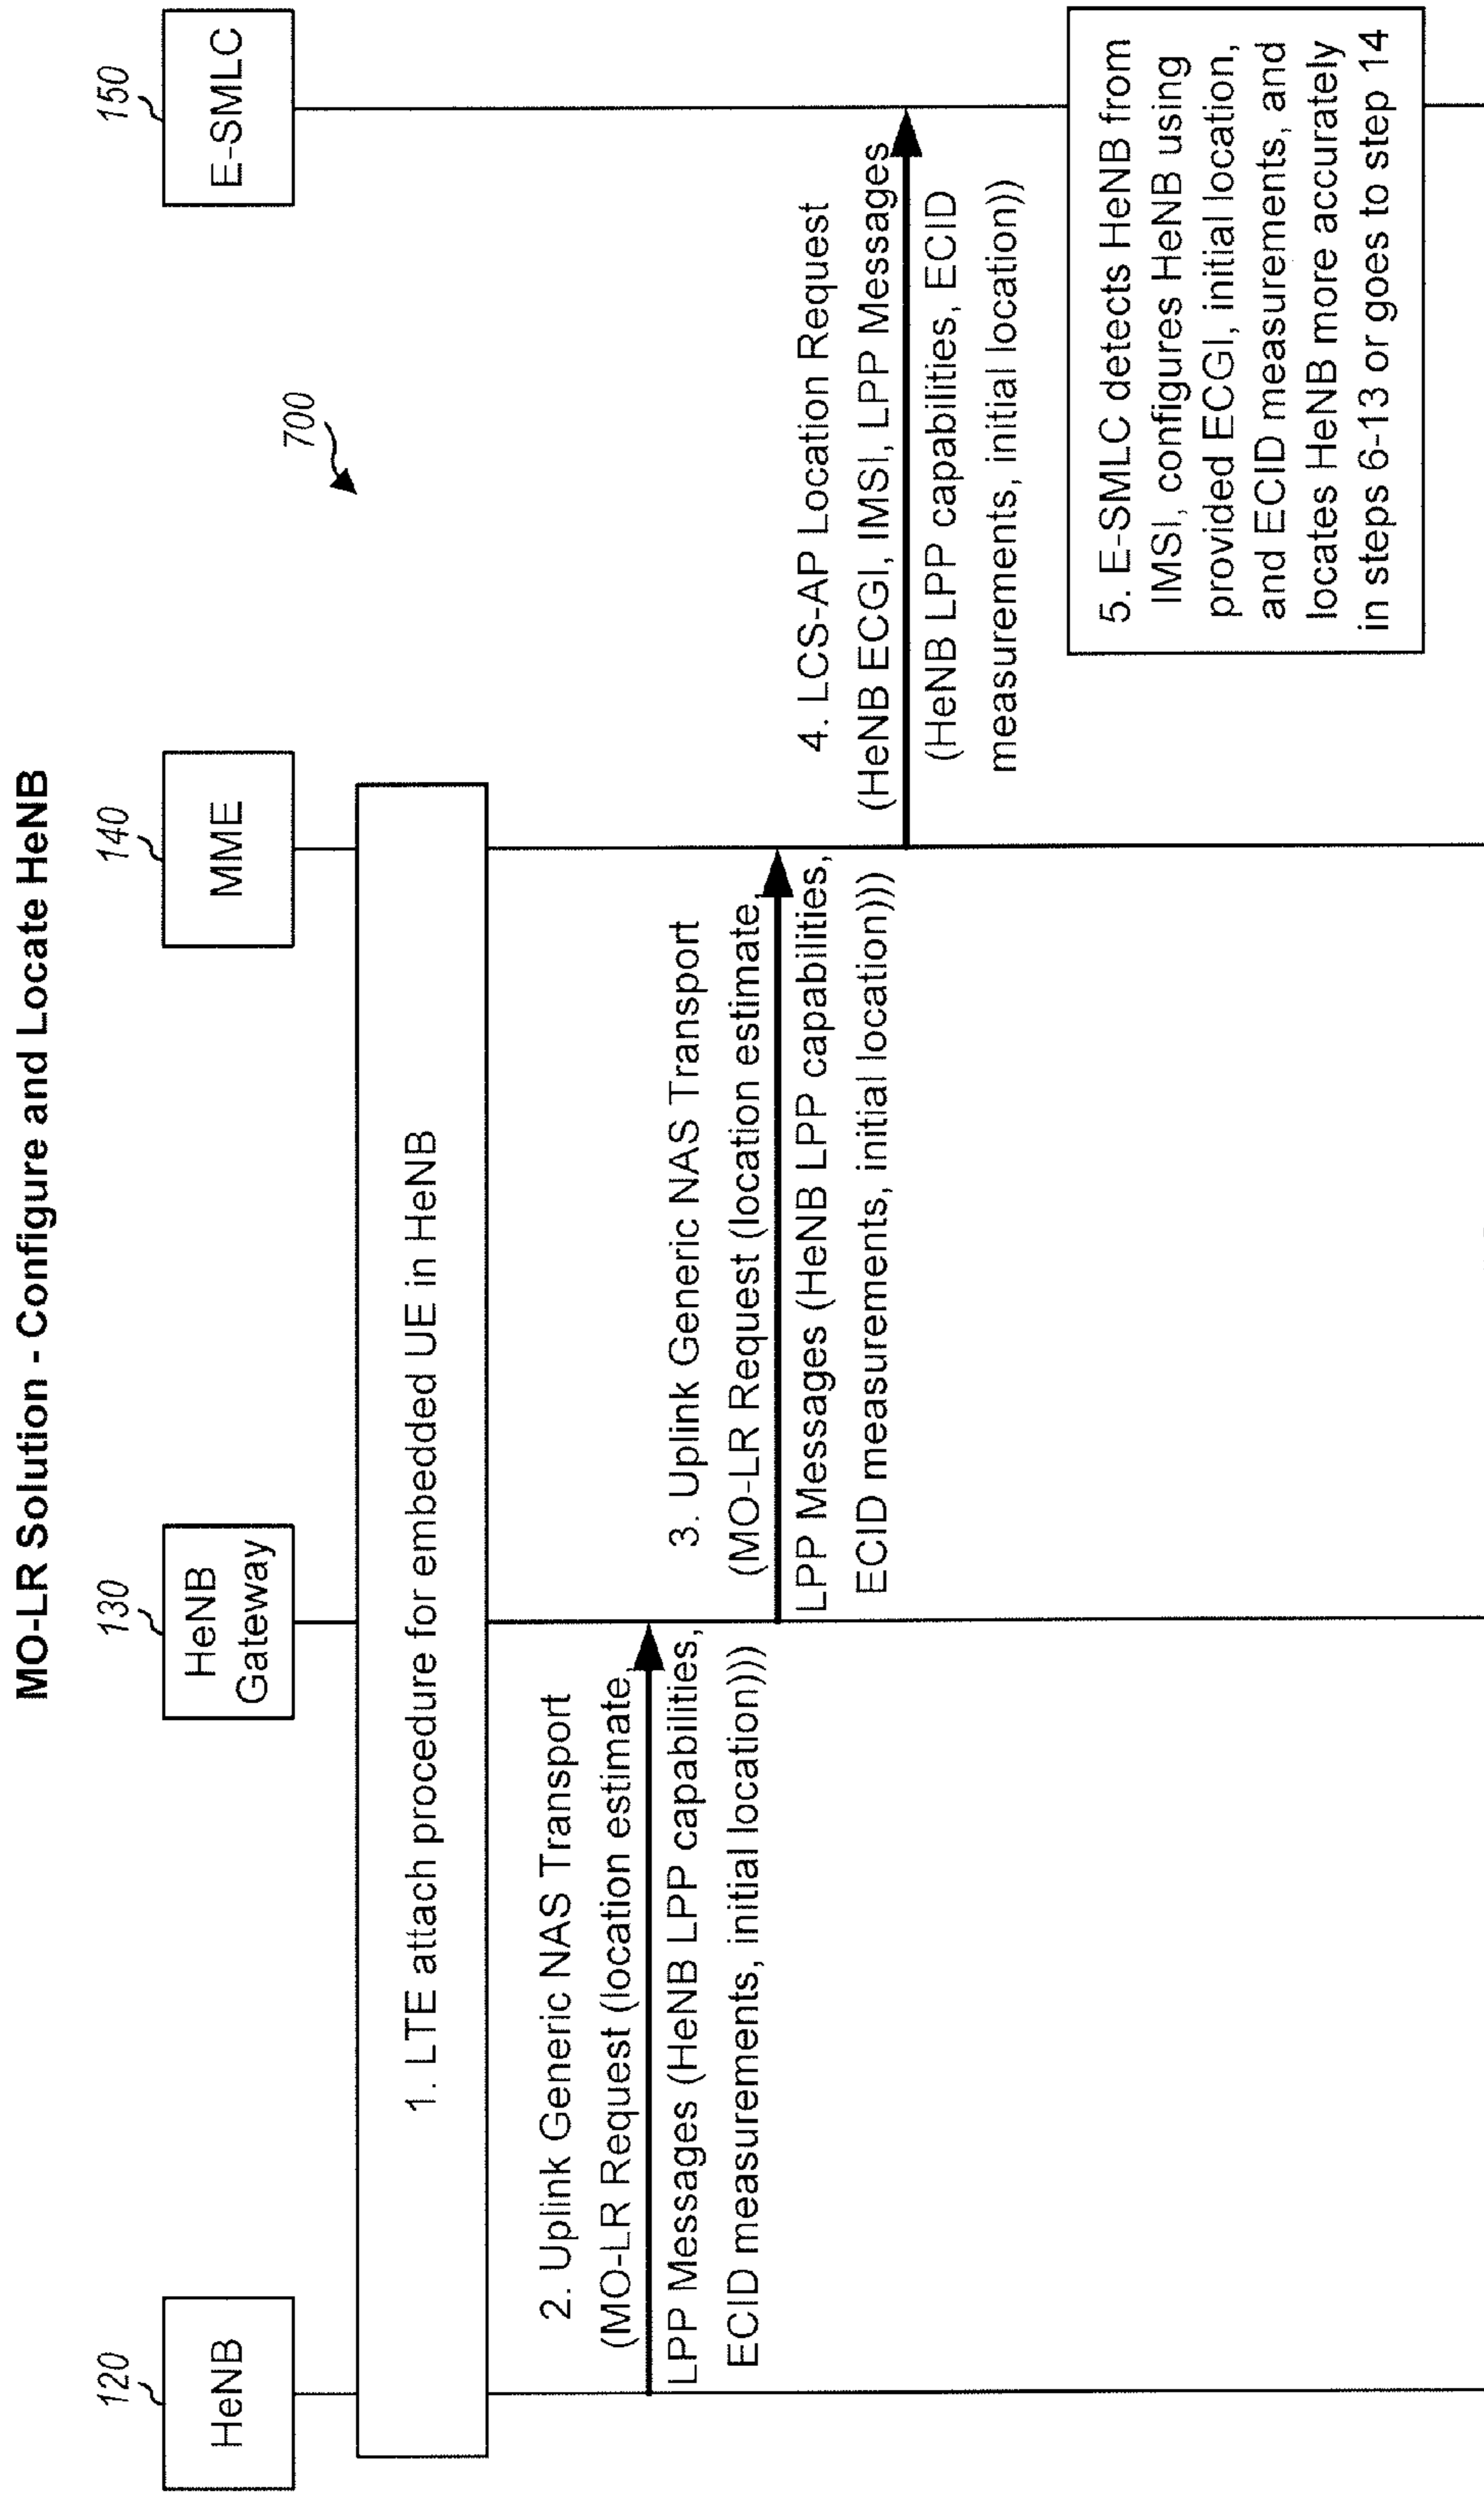 MO-LR Solution - Configure and Locate HeNB
120
130
140
150
HeNB
HeNB
Gateway
MME
E-SMLC
700
1. LTE attach procedure for embedded UE in HeNB
2. Uplink Generic NAS Transport
(MO-LR Request (location estimate,
LPP Messages (HeNB LPP capabilities,
ECID measurements, initial location)))
3. Uplink Generic NAS Transport
(MO-LR Request (location estimate,
LPP Messages (HeNB LPP capabilities,
ECID measurements, initial location)))
4. LCS-AP Location Request
(HeNB ECGI, IMSI, LPP Messages
(HeNB LPP capabilities, ECID
measurements, initial location))
5. E-SMLC detects HeNB from
IMSI, configures HeNB using
provided ECGI, initial location,
and ECID measurements, and
locates HeNB more accurately
in steps 6-13 or goes to step 14